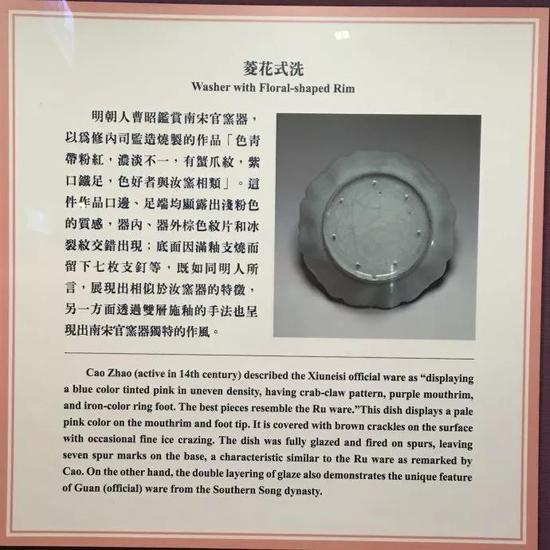 菱花式洗
Washer with Floral-shaped Rim
明朝人曹昭鑑賞南宋官窯器，
以為修內司監造燒製的作品「色青
帶粉紅，濃淡不一，有蟹爪紋，紫
口鐵足，色好者與汝窯相類」。這
件作品口邊、足端均顯露出淺粉色
的質感，器內、器外棕色紋片和冰
裂紋交錯出現；底面因滿釉支燒而
留下七枚支釘等，既如同明人所
言，展現出相似於汝窯器的特徵，
另一方面透過雙層施釉的手法也呈
現出南宋官窯器獨特的作風。
Cao Zhao (active in 14th century) described the Xiuneisi official ware as “displaying
a blue color tinted pink in uneven density, having crab-claw pattern, purple mouthrim,
and iron-color ring foot. The best pieces resemble the Ru ware.”This dish displays a pale
pink color on the mouthrim and foot tip. It is covered with brown crackles on the surface
with occasional fine ice crazing. The dish was fully glazed and fired on spurs, leaving
seven spur marks on the base, a characteristic similar to the Ru ware as remarked by
Cao. On the other hand, the double layering of glaze also demonstrates the unique feature
of Guan (official) ware from the Southern Song dynasty.